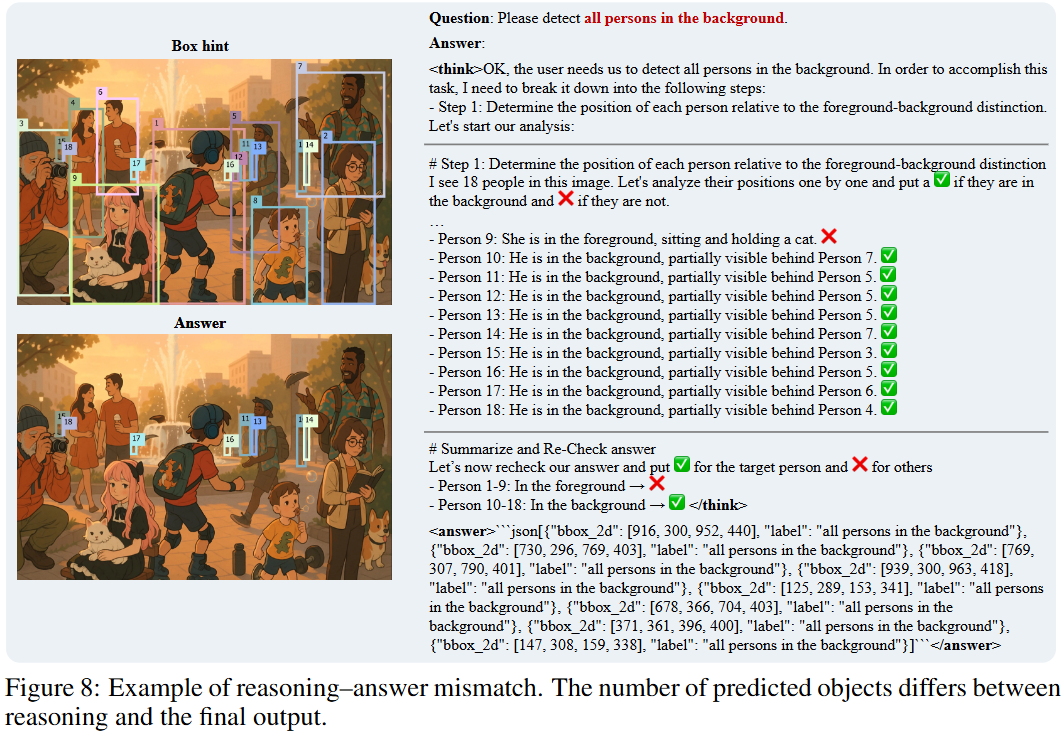 Box hint
7
6
4
1
5
3
15
18
11
13
1
14
2
12
16
17
9
8
Answer
15
18
11
13
1
14
17
16
Question: Please detect all persons in the background.
Answer:
<think>OK, the user needs us to detect all persons in the background. In order to accomplish this
task, I need to break it down into the following steps:
- Step 1: Determine the position of each person relative to the foreground-background distinction.
Let's start our analysis:
# Step 1: Determine the position of each person relative to the foreground-background distinction
I see 18 people in this image. Let's analyze their positions one by one and put a ✅ if they are in
the background and ❌ if they are not.
…
- Person 9: She is in the foreground, sitting and holding a cat. ❌
- Person 10: He is in the background, partially visible behind Person 7. ✅
- Person 11: He is in the background, partially visible behind Person 5. ✅
- Person 12: He is in the background, partially visible behind Person 5. ✅
- Person 13: He is in the background, partially visible behind Person 5. ✅
- Person 14: He is in the background, partially visible behind Person 7. ✅
- Person 15: He is in the background, partially visible behind Person 3. ✅
- Person 16: He is in the background, partially visible behind Person 5. ✅
- Person 17: He is in the background, partially visible behind Person 6. ✅
- Person 18: He is in the background, partially visible behind Person 4. ✅
# Summarize and Re-Check answer
Let's now recheck our answer and put ✅ for the target person and ❌ for others
- Person 1-9: In the foreground → ❌
- Person 10-18: In the background → ✅ </think>
<answer>```json[{"bbox_2d": [916, 300, 952, 440], "label": "all persons in the background"},
{"bbox_2d": [730, 296, 769, 403], "label": "all persons in the background"}, {"bbox_2d": [769,
307, 790, 401], "label": "all persons in the background"}, {"bbox_2d": [939, 300, 963, 418],
"label": "all persons in the background"}, {"bbox_2d": [125, 289, 153, 341], "label": "all persons
in the background"}, {"bbox_2d": [678, 366, 704, 403], "label": "all persons in the
background"}, {"bbox_2d": [371, 361, 396, 400], "label": "all persons in the background"},
{"bbox_2d": [147, 308, 159, 338], "label": "all persons in the background"}]```</answer>
Figure 8: Example of reasoning–answer mismatch. The number of predicted objects differs between
reasoning and the final output.